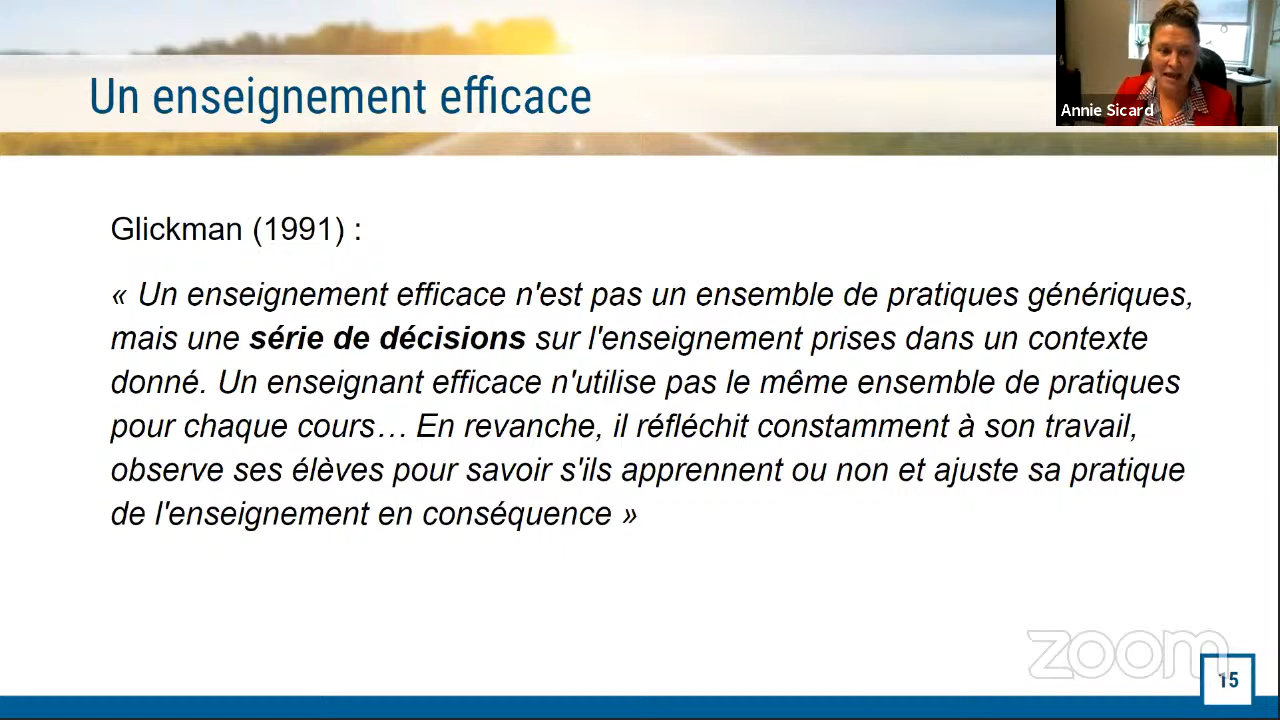 Un enseignement efficace
Annie Sicard
Glickman (1991) :
« Un enseignement efficace n'est pas un ensemble de pratiques génériques,
mais une série de décisions sur l'enseignement prises dans un contexte
donné. Un enseignant efficace n'utilise pas le même ensemble de pratiques
pour chaque cours… En revanche, il réfléchit constamment à son travail,
observe ses élèves pour savoir s'ils apprennent ou non et ajuste sa pratique
de l'enseignement en conséquence »
zoom
15